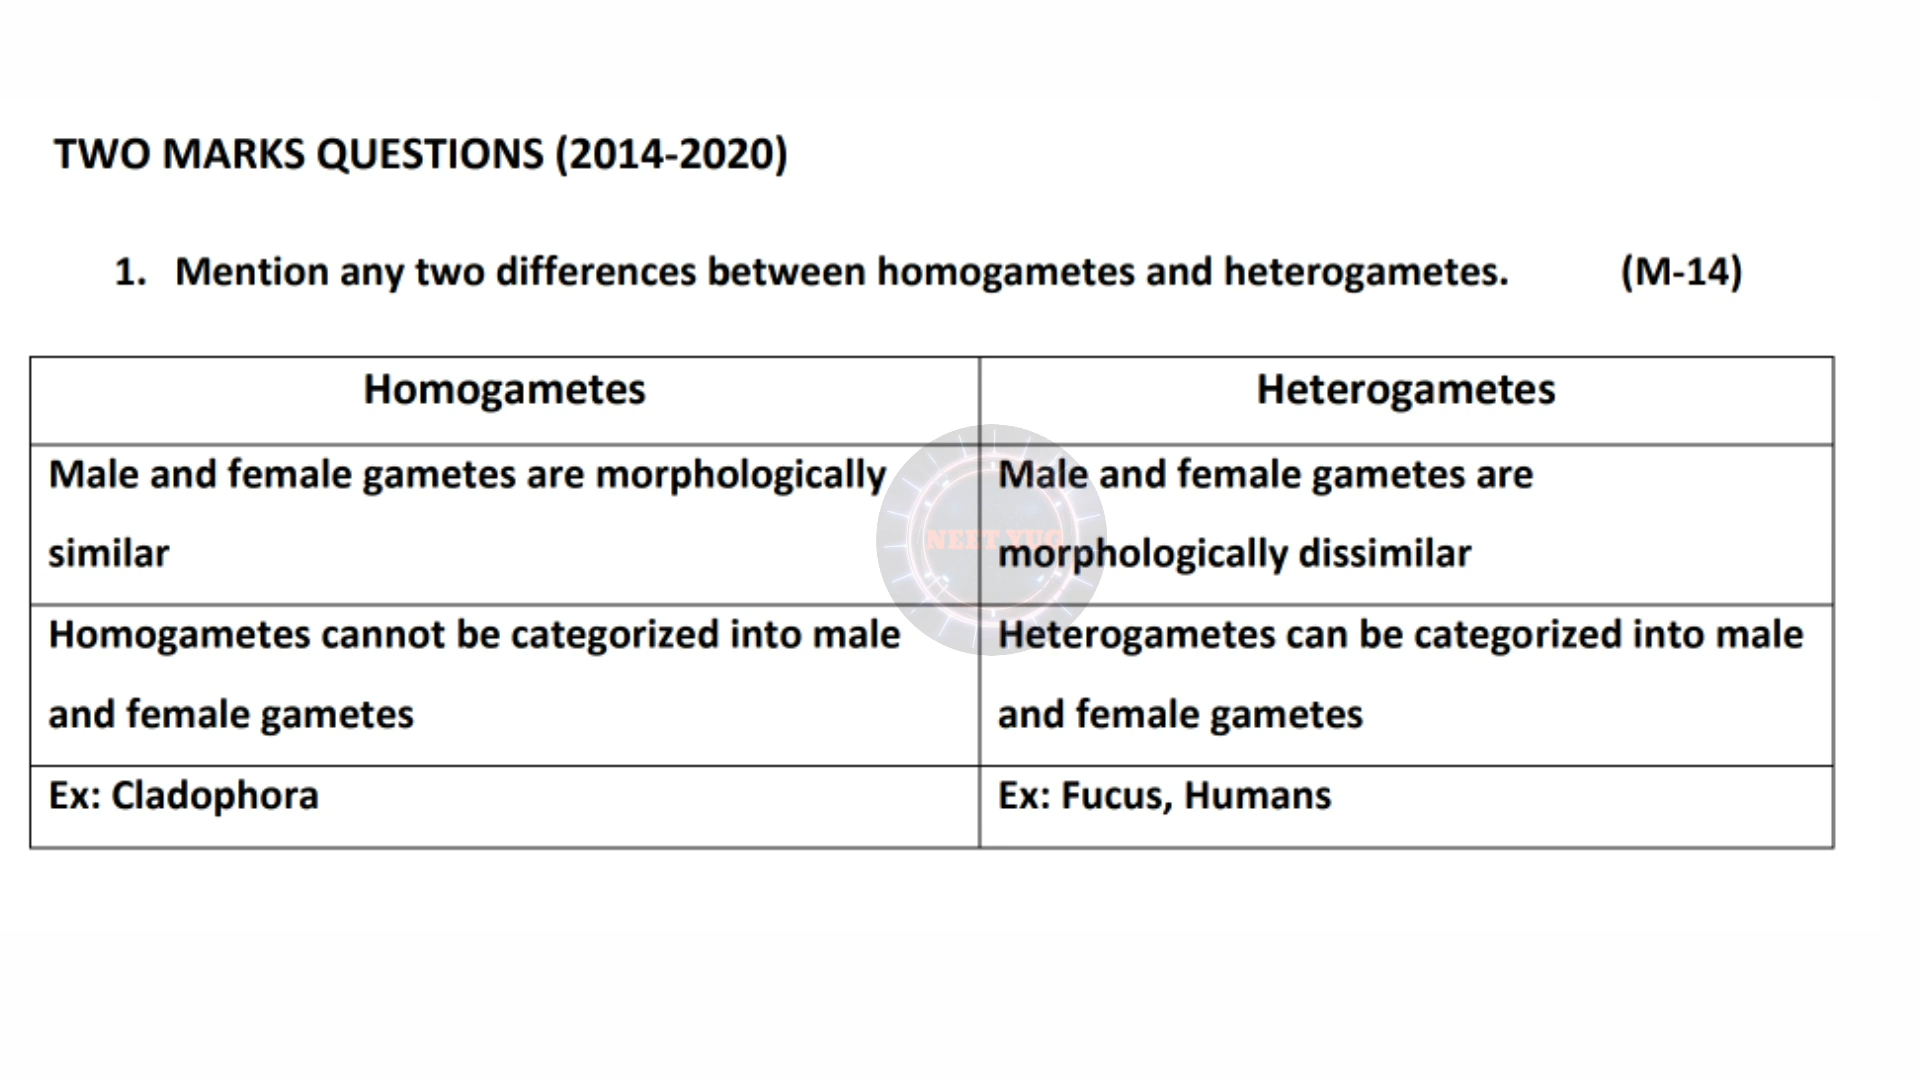 TWO MARKS QUESTIONS (2014-2020)
1. Mention any two differences between homogametes and heterogametes. (M-14)
Homogametes Heterogametes
Male and female gametes are morphologically
similar
Male and female gametes are
morphologically dissimilar
Homogametes cannot be categorized into male
and female gametes
Heterogametes can be categorized into male
and female gametes
Ex: Cladophora
Ex: Fucus, Humans
NEET YUG